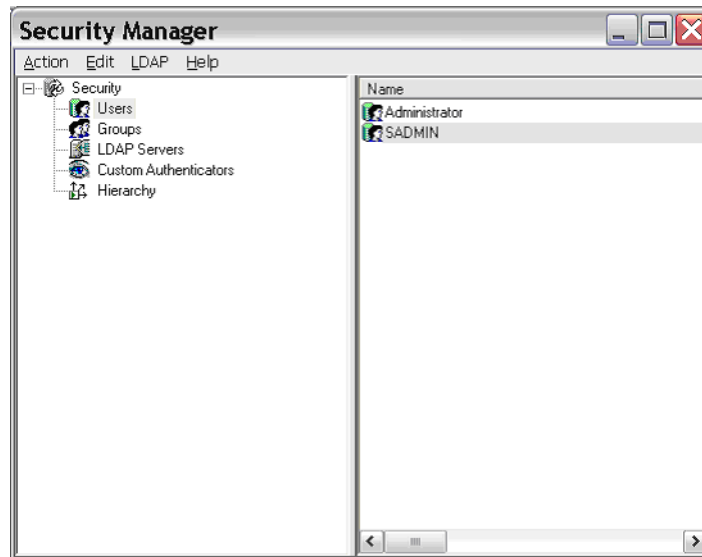 Security Manager
Action Edit LDAP Help
Security
Users
Groups
LDAP Servers
Custom Authenticators
Hierarchy
Name
Administrator
SADMIN